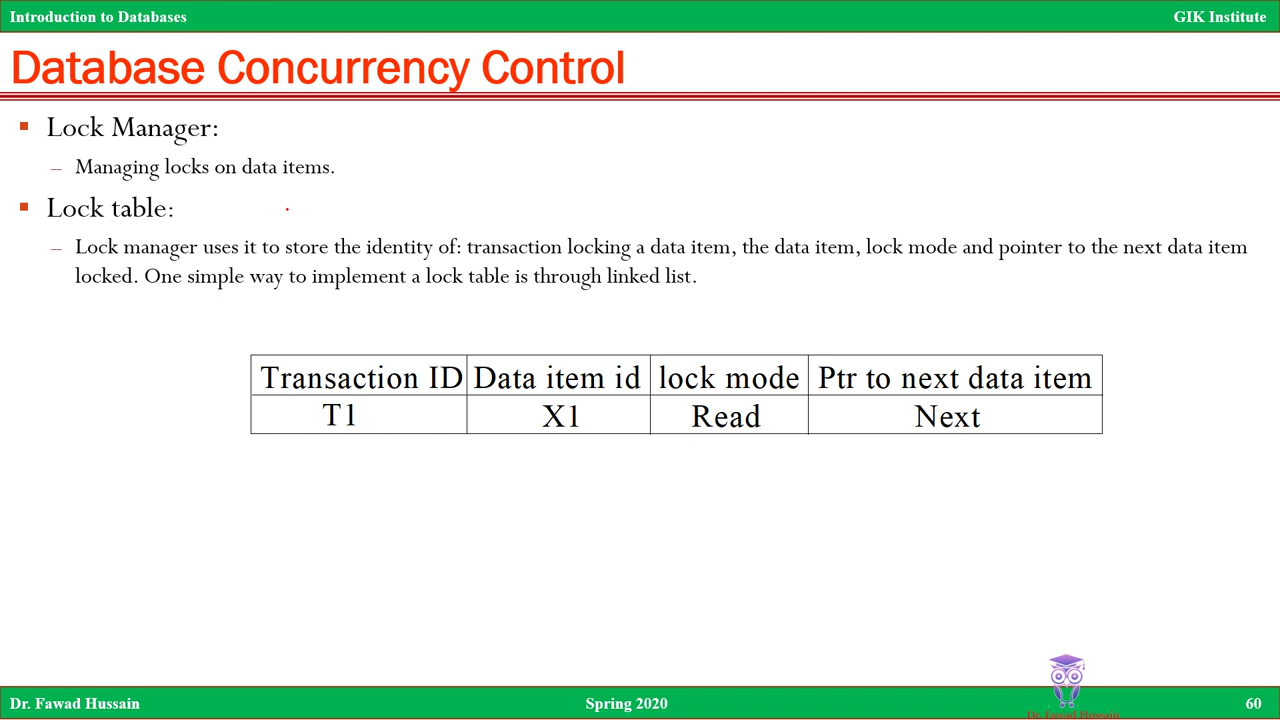 Introduction to Databases GIK Institute
Database Concurrency Control
Lock Manager:
– Managing locks on data items.
Lock table:
– Lock manager uses it to store the identity of: transaction locking a data item, the data item, lock mode and pointer to the next data item
locked. One simple way to implement a lock table is through linked list.
Transaction ID Data item id lock mode Ptr to next data item
T1 X1 Read Next
Dr. Fawad Hussain Spring 2020 60
Dr. Fawad Hussain